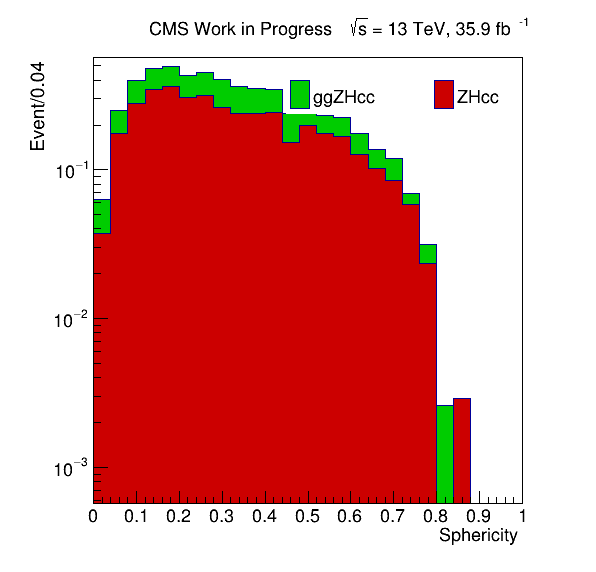 CMS Work in Progress √s = 13 TeV, 35.9 fb⁻¹
Event/0.04
ggZHcc ZHcc
10⁻¹
10⁻²
10⁻³
0 0.1 0.2 0.3 0.4 0.5 0.6 0.7 0.8 0.9 1
Sphericity